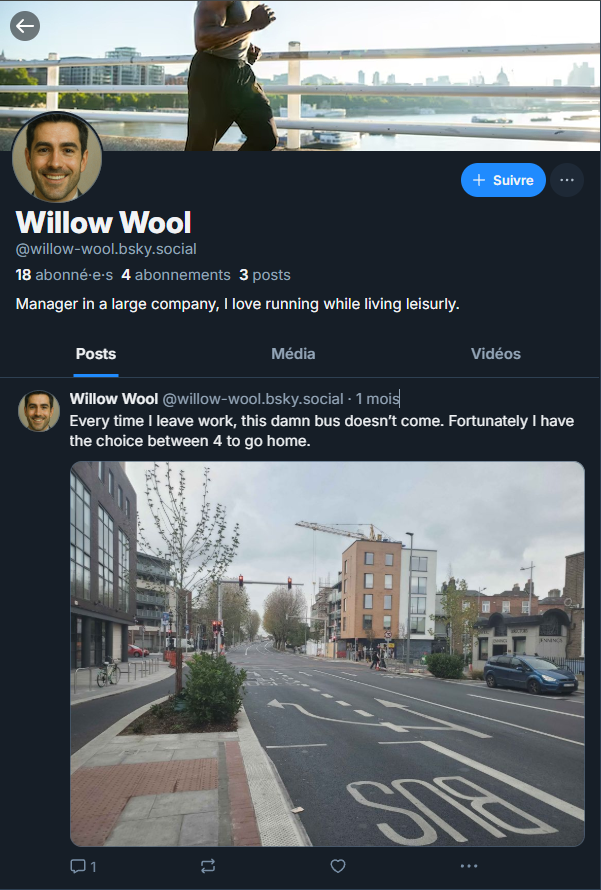 Willow Wool
@willow-wool.bsky.social
18 abonné·e·s 4 abonnements 3 posts
Manager in a large company, I love running while living leisurly.
+ Suivre
Posts
Média
Vidéos
Willow Wool @willow-wool.bsky.social · 1 mois
Every time I leave work, this damn bus doesn’t come. Fortunately I have
the choice between 4 to go home.
BUS
1